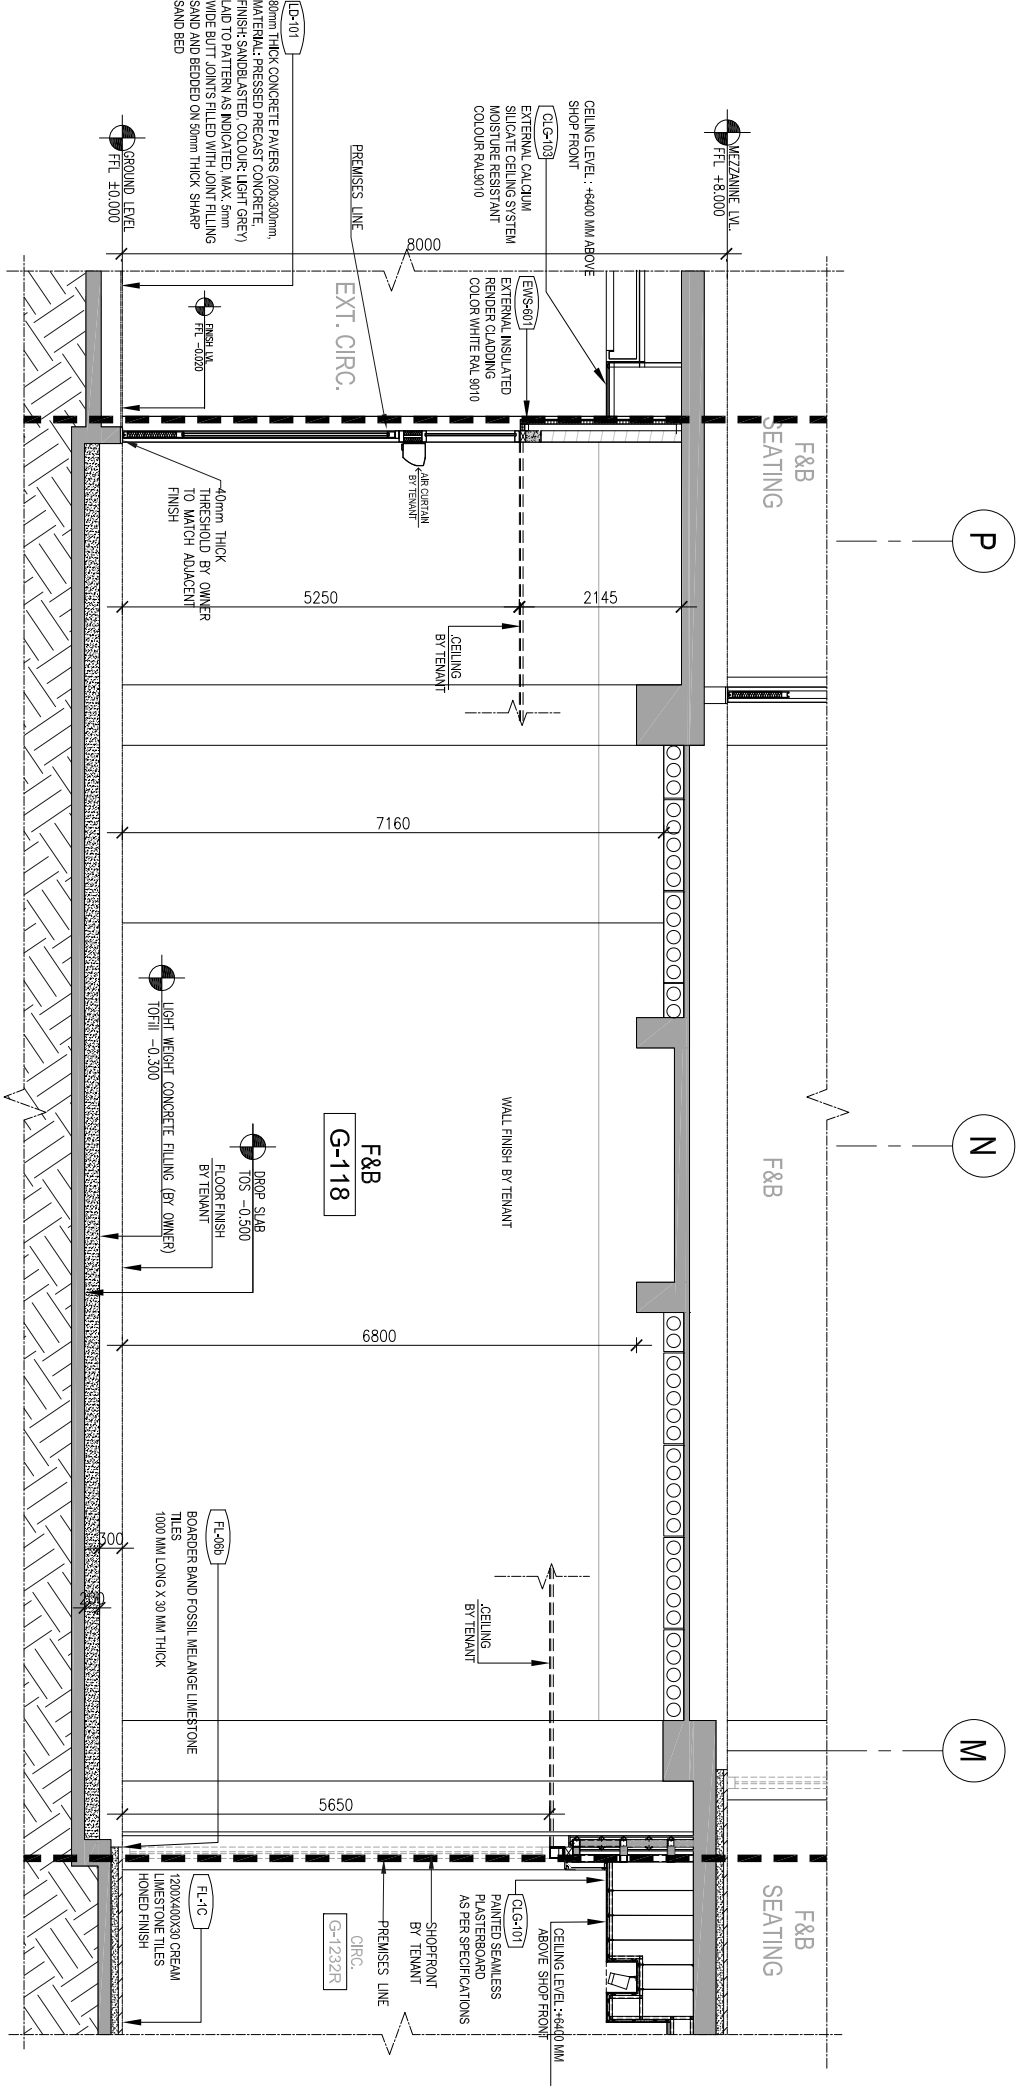 P
N
M
MEZZANINE LVL.
FFL +8.000
F&B
SEATING
F&B
F&B
SEATING
CEILING LEVEL : +6400 MM ABOVE
SHOP FRONT
CLG-103
EXTERNAL CALCIUM
SILICATE CEILING SYSTEM
MOISTURE RESISTANT
COLOUR RAL9010
EWS-601
EXTERNAL INSULATED
RENDER CLADDING
COLOR WHITE RAL 9010
8000
PREMISES LINE
EXT. CIRC.
FINISH LVL
FFL -0.020
GROUND LEVEL
FFL ±0.000
LD-101
80mm THICK CONCRETE PAVERS (200x300mm,
MATERIAL: PRESSED PRECAST CONCRETE,
FINISH: SANDBLASTED, COLOUR: LIGHT GREY)
LAID TO PATTERN AS INDICATED, MAX. 5mm
WIDE BUTT JOINTS FILLED WITH JOINT FILLING
SAND AND BEDDED ON 50mm THICK SHARP
SAND BED
AIR CURTAIN
BY TENANT
40mm THICK
THRESHOLD BY OWNER
TO MATCH ADJACENT
FINISH
5250
2145
CEILING
BY TENANT
7160
WALL FINISH BY TENANT
F&B
G-118
LIGHT WEIGHT CONCRETE FILLING (BY OWNER)
TOFill -0.300
DROP SLAB
TOS -0.500
FLOOR FINISH
BY TENANT
6800
300
CEILING
BY TENANT
FL-06b
BOARDER BAND FOSSIL MELANGE LIMESTONE
TILES
1000 MM LONG X 30 MM THICK
5650
CEILING LEVEL :+6400 MM
ABOVE SHOP FRONT
CLG-101
PAINTED SEAMLESS
PLASTERBOARD
AS PER SPECIFICATIONS
SHOPFRONT
BY TENANT
PREMISES LINE
CIRC.
G-1232R
FL-1C
1200X400X30 CREAM
LIMESTONE TILES
HONED FINISH